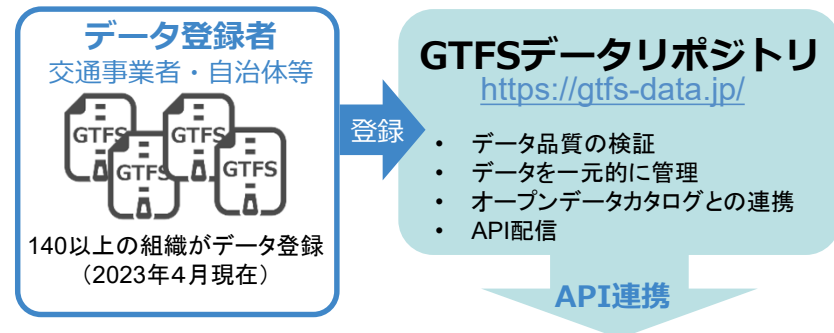 データ登録者
交通事業者・自治体等
GTFS
GTFS
GTFS
GTFS
140以上の組織がデータ登録
（2023年4月現在）
登録
GTFSデータリポジトリ
https://gtfs-data.jp/
• データ品質の検証
• データを一元的に管理
• オープンデータカタログとの連携
• API配信
API連携